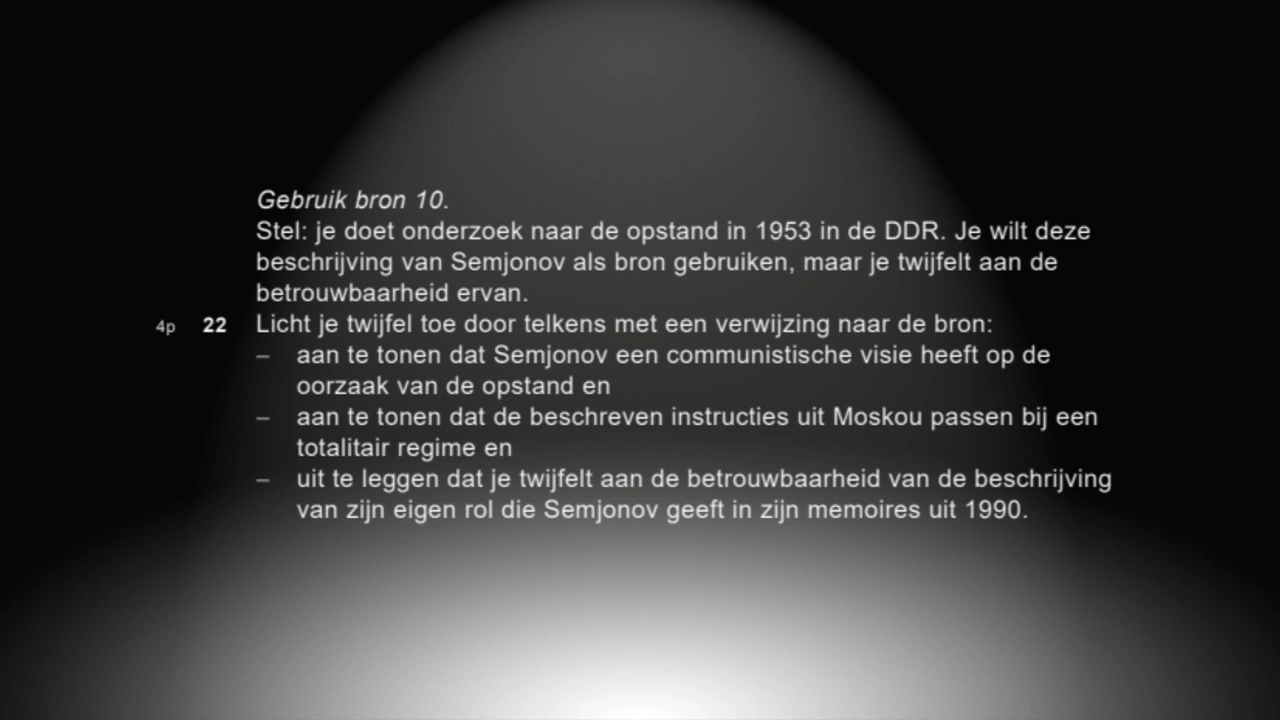 Gebruik bron 10.
Stel: je doet onderzoek naar de opstand in 1953 in de DDR. Je wilt deze
beschrijving van Semjonov als bron gebruiken, maar je twijfelt aan de
betrouwbaarheid ervan.
4p 22 Licht je twijfel toe door telkens met een verwijzing naar de bron:
– aan te tonen dat Semjonov een communistische visie heeft op de
oorzaak van de opstand en
– aan te tonen dat de beschreven instructies uit Moskou passen bij een
totalitair regime en
– uit te leggen dat je twijfelt aan de betrouwbaarheid van de beschrijving
van zijn eigen rol die Semjonov geeft in zijn memoires uit 1990.